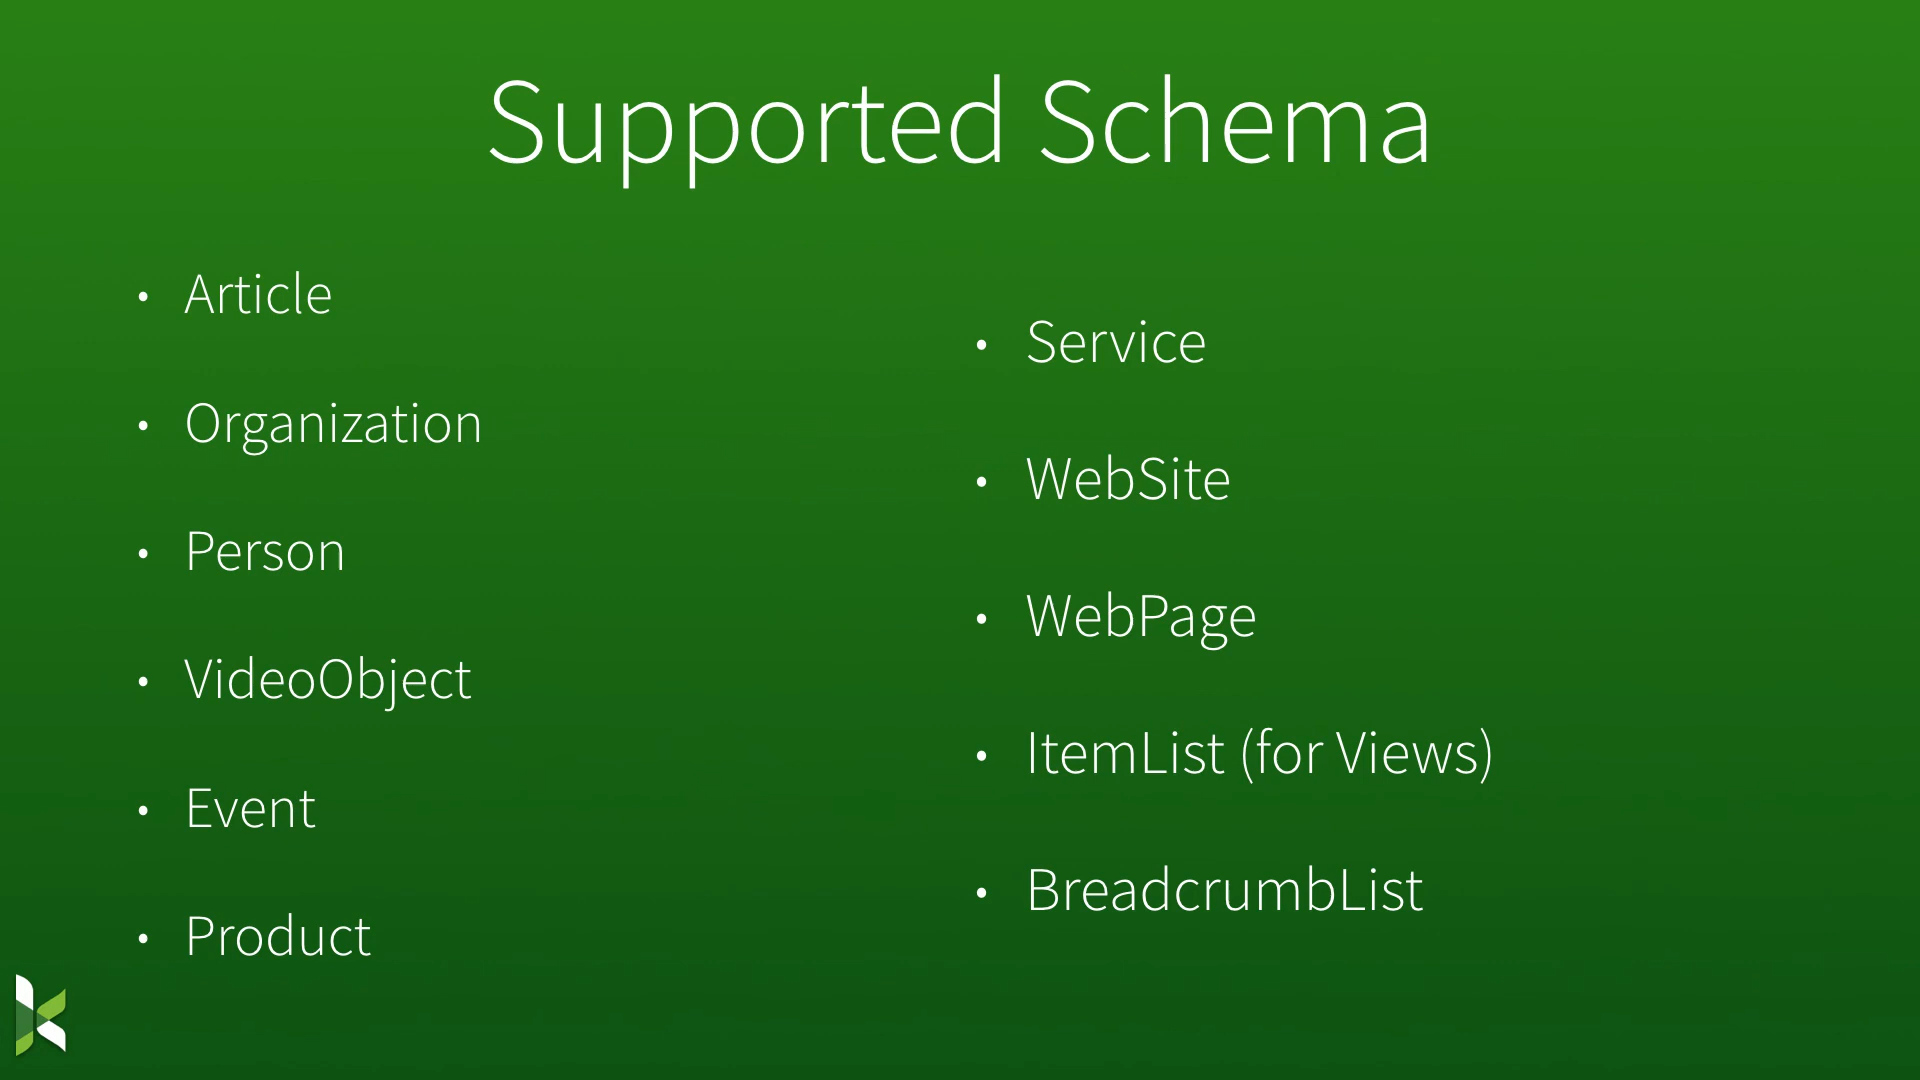 Supported Schema
• Article
• Organization
• Person
• VideoObject
• Event
• Product
• Service
• WebSite
• WebPage
• ItemList (for Views)
• BreadcrumbList